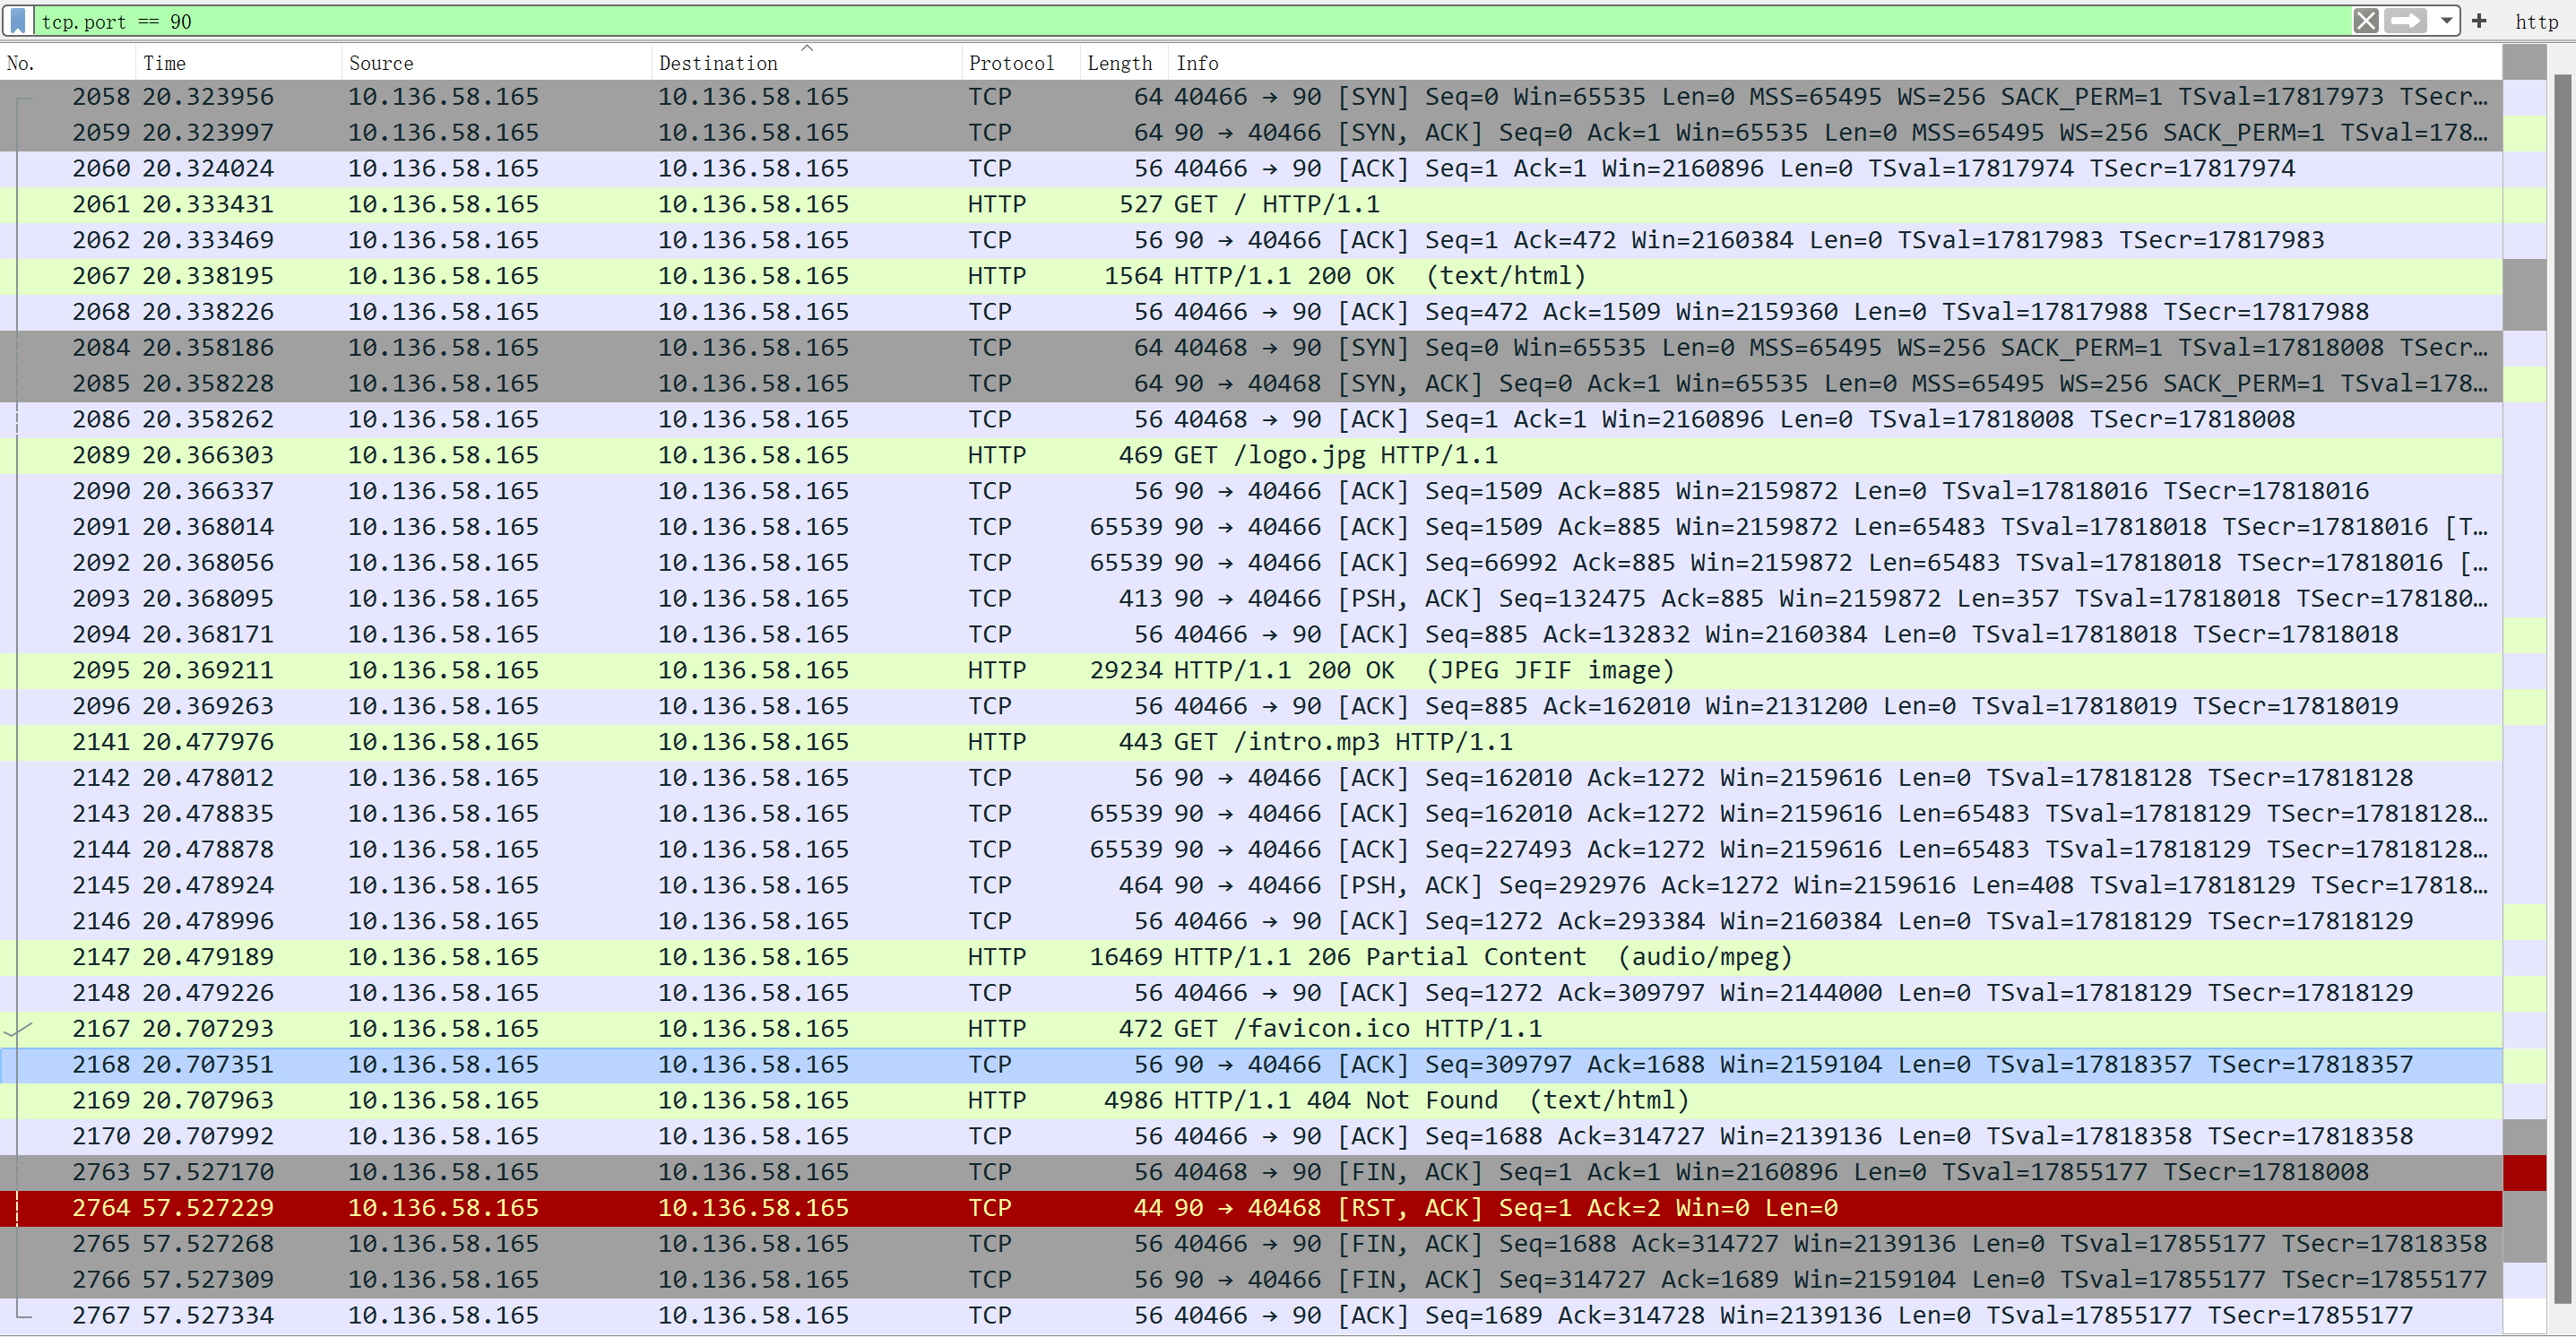 tcp.port == 90 http
No. Time Source Destination Protocol Length Info
2058 20.323956 10.136.58.165 10.136.58.165 TCP 64 40466 → 90 [SYN] Seq=0 Win=65535 Len=0 MSS=65495 WS=256 SACK_PERM=1 TSval=17817973 TSecr…
2059 20.323997 10.136.58.165 10.136.58.165 TCP 64 90 → 40466 [SYN, ACK] Seq=0 Ack=1 Win=65535 Len=0 MSS=65495 WS=256 SACK_PERM=1 TSval=178…
2060 20.324024 10.136.58.165 10.136.58.165 TCP 56 40466 → 90 [ACK] Seq=1 Ack=1 Win=2160896 Len=0 TSval=17817974 TSecr=17817974
2061 20.333431 10.136.58.165 10.136.58.165 HTTP 527 GET / HTTP/1.1
2062 20.333469 10.136.58.165 10.136.58.165 TCP 56 90 → 40466 [ACK] Seq=1 Ack=472 Win=2160384 Len=0 TSval=17817983 TSecr=17817983
2067 20.338195 10.136.58.165 10.136.58.165 HTTP 1564 HTTP/1.1 200 OK (text/html)
2068 20.338226 10.136.58.165 10.136.58.165 TCP 56 40466 → 90 [ACK] Seq=472 Ack=1509 Win=2159360 Len=0 TSval=17817988 TSecr=17817988
2084 20.358186 10.136.58.165 10.136.58.165 TCP 64 40468 → 90 [SYN] Seq=0 Win=65535 Len=0 MSS=65495 WS=256 SACK_PERM=1 TSval=17818008 TSecr…
2085 20.358228 10.136.58.165 10.136.58.165 TCP 64 90 → 40468 [SYN, ACK] Seq=0 Ack=1 Win=65535 Len=0 MSS=65495 WS=256 SACK_PERM=1 TSval=178…
2086 20.358262 10.136.58.165 10.136.58.165 TCP 56 40468 → 90 [ACK] Seq=1 Ack=1 Win=2160896 Len=0 TSval=17818008 TSecr=17818008
2089 20.366303 10.136.58.165 10.136.58.165 HTTP 469 GET /logo.jpg HTTP/1.1
2090 20.366337 10.136.58.165 10.136.58.165 TCP 56 90 → 40466 [ACK] Seq=1509 Ack=885 Win=2159872 Len=0 TSval=17818016 TSecr=17818016
2091 20.368014 10.136.58.165 10.136.58.165 TCP 65539 90 → 40466 [ACK] Seq=1509 Ack=885 Win=2159872 Len=65483 TSval=17818018 TSecr=17818016 [T…
2092 20.368056 10.136.58.165 10.136.58.165 TCP 65539 90 → 40466 [ACK] Seq=66992 Ack=885 Win=2159872 Len=65483 TSval=17818018 TSecr=17818016 […
2093 20.368095 10.136.58.165 10.136.58.165 TCP 413 90 → 40466 [PSH, ACK] Seq=132475 Ack=885 Win=2159872 Len=357 TSval=17818018 TSecr=178180…
2094 20.368171 10.136.58.165 10.136.58.165 TCP 56 40466 → 90 [ACK] Seq=885 Ack=132832 Win=2160384 Len=0 TSval=17818018 TSecr=17818018
2095 20.369211 10.136.58.165 10.136.58.165 HTTP 29234 HTTP/1.1 200 OK (JPEG JFIF image)
2096 20.369263 10.136.58.165 10.136.58.165 TCP 56 40466 → 90 [ACK] Seq=885 Ack=162010 Win=2131200 Len=0 TSval=17818019 TSecr=17818019
2141 20.477976 10.136.58.165 10.136.58.165 HTTP 443 GET /intro.mp3 HTTP/1.1
2142 20.478012 10.136.58.165 10.136.58.165 TCP 56 90 → 40466 [ACK] Seq=162010 Ack=1272 Win=2159616 Len=0 TSval=17818128 TSecr=17818128
2143 20.478835 10.136.58.165 10.136.58.165 TCP 65539 90 → 40466 [ACK] Seq=162010 Ack=1272 Win=2159616 Len=65483 TSval=17818129 TSecr=17818128…
2144 20.478878 10.136.58.165 10.136.58.165 TCP 65539 90 → 40466 [ACK] Seq=227493 Ack=1272 Win=2159616 Len=65483 TSval=17818129 TSecr=17818128…
2145 20.478924 10.136.58.165 10.136.58.165 TCP 464 90 → 40466 [PSH, ACK] Seq=292976 Ack=1272 Win=2159616 Len=408 TSval=17818129 TSecr=17818…
2146 20.478996 10.136.58.165 10.136.58.165 TCP 56 40466 → 90 [ACK] Seq=1272 Ack=293384 Win=2160384 Len=0 TSval=17818129 TSecr=17818129
2147 20.479189 10.136.58.165 10.136.58.165 HTTP 16469 HTTP/1.1 206 Partial Content (audio/mpeg)
2148 20.479226 10.136.58.165 10.136.58.165 TCP 56 40466 → 90 [ACK] Seq=1272 Ack=309797 Win=2144000 Len=0 TSval=17818129 TSecr=17818129
2167 20.707293 10.136.58.165 10.136.58.165 HTTP 472 GET /favicon.ico HTTP/1.1
2168 20.707351 10.136.58.165 10.136.58.165 TCP 56 90 → 40466 [ACK] Seq=309797 Ack=1688 Win=2159104 Len=0 TSval=17818357 TSecr=17818357
2169 20.707963 10.136.58.165 10.136.58.165 HTTP 4986 HTTP/1.1 404 Not Found (text/html)
2170 20.707992 10.136.58.165 10.136.58.165 TCP 56 40466 → 90 [ACK] Seq=1688 Ack=314727 Win=2139136 Len=0 TSval=17818358 TSecr=17818358
2763 57.527170 10.136.58.165 10.136.58.165 TCP 56 40468 → 90 [FIN, ACK] Seq=1 Ack=1 Win=2160896 Len=0 TSval=17855177 TSecr=17818008
2764 57.527229 10.136.58.165 10.136.58.165 TCP 44 90 → 40468 [RST, ACK] Seq=1 Ack=2 Win=0 Len=0
2765 57.527268 10.136.58.165 10.136.58.165 TCP 56 40466 → 90 [FIN, ACK] Seq=1688 Ack=314727 Win=2139136 Len=0 TSval=17855177 TSecr=17818358
2766 57.527309 10.136.58.165 10.136.58.165 TCP 56 90 → 40466 [FIN, ACK] Seq=314727 Ack=1689 Win=2159104 Len=0 TSval=17855177 TSecr=17855177
2767 57.527334 10.136.58.165 10.136.58.165 TCP 56 40466 → 90 [ACK] Seq=1689 Ack=314728 Win=2139136 Len=0 TSval=17855177 TSecr=17855177